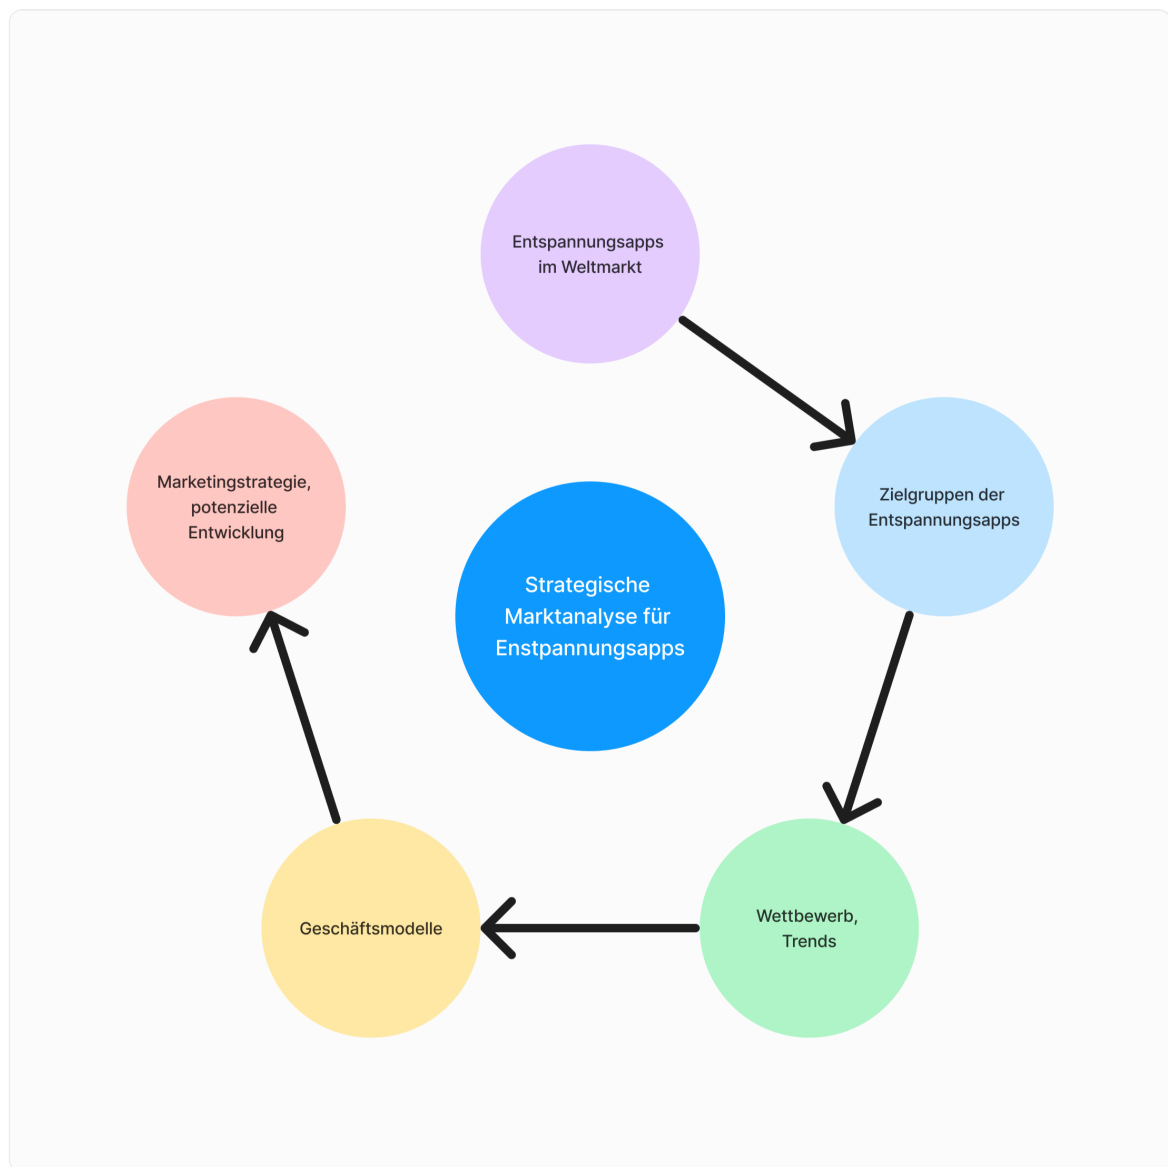 Entspannungsapps
im Weltmarkt
Zielgruppen der
Entspannungsapps
Wettbewerb,
Trends
Geschäftsmodelle
Marketingstrategie,
potenzielle
Entwicklung
Strategische
Marktanalyse für
Enstpannungsapps